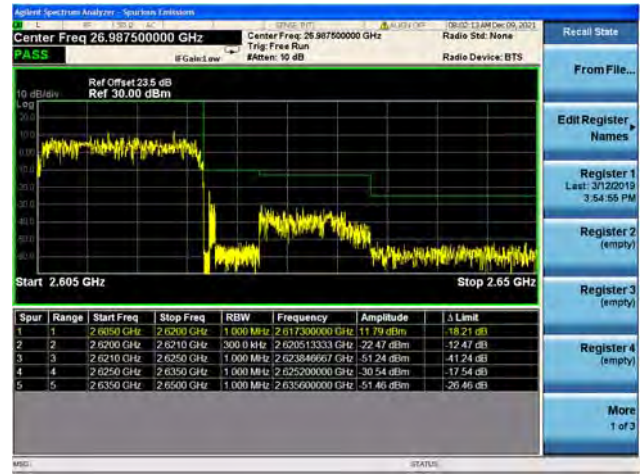 Agilent Spectrum Analyzer - Spurious Emissions
L RF 50 Ω AC SENSE:INT ALIGN OFF 08:02:13 AM Dec 09, 2021
Center Freq 26.987500000 GHz Center Freq: 26.987500000 GHz Radio Std: None
Trig: Free Run
PASS IFGain:Low #Atten: 10 dB Radio Device: BTS
Ref Offset 23.5 dB
10 dB/div Ref 30.00 dBm
Log
20.0
10.0
0.00
-10.0
-20.0
-30.0
-40.0
-50.0
-60.0
Start 2.605 GHz Stop 2.65 GHz
Spur Range Start Freq Stop Freq RBW Frequency Amplitude Δ Limit
1 1 2.6050 GHz 2.6200 GHz 1.000 MHz 2.617300000 GHz 11.79 dBm -18.21 dB
2 2 2.6200 GHz 2.6210 GHz 300.0 kHz 2.620513333 GHz -22.47 dBm -12.47 dB
3 3 2.6210 GHz 2.6250 GHz 1.000 MHz 2.623846667 GHz -51.24 dBm -41.24 dB
4 4 2.6250 GHz 2.6350 GHz 1.000 MHz 2.625200000 GHz -30.54 dBm -17.54 dB
5 5 2.6350 GHz 2.6500 GHz 1.000 MHz 2.635600000 GHz -51.46 dBm -26.46 dB
MSG STATUS
Recall State
From File...
Edit Register
Names
Register 1
Last: 3/12/2019
3:54:55 PM
Register 2
(empty)
Register 3
(empty)
Register 4
(empty)
More
1 of 3